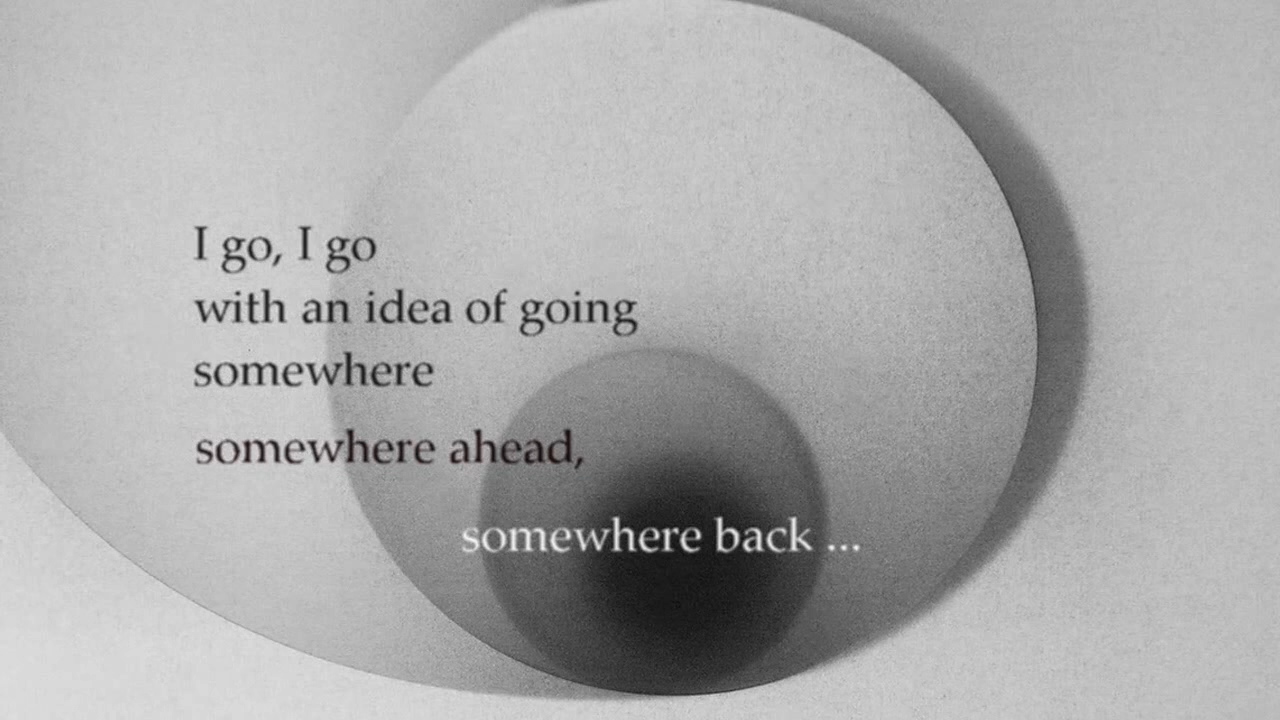 I go, I go
with an idea of going
somewhere
somewhere ahead,
somewhere back ...